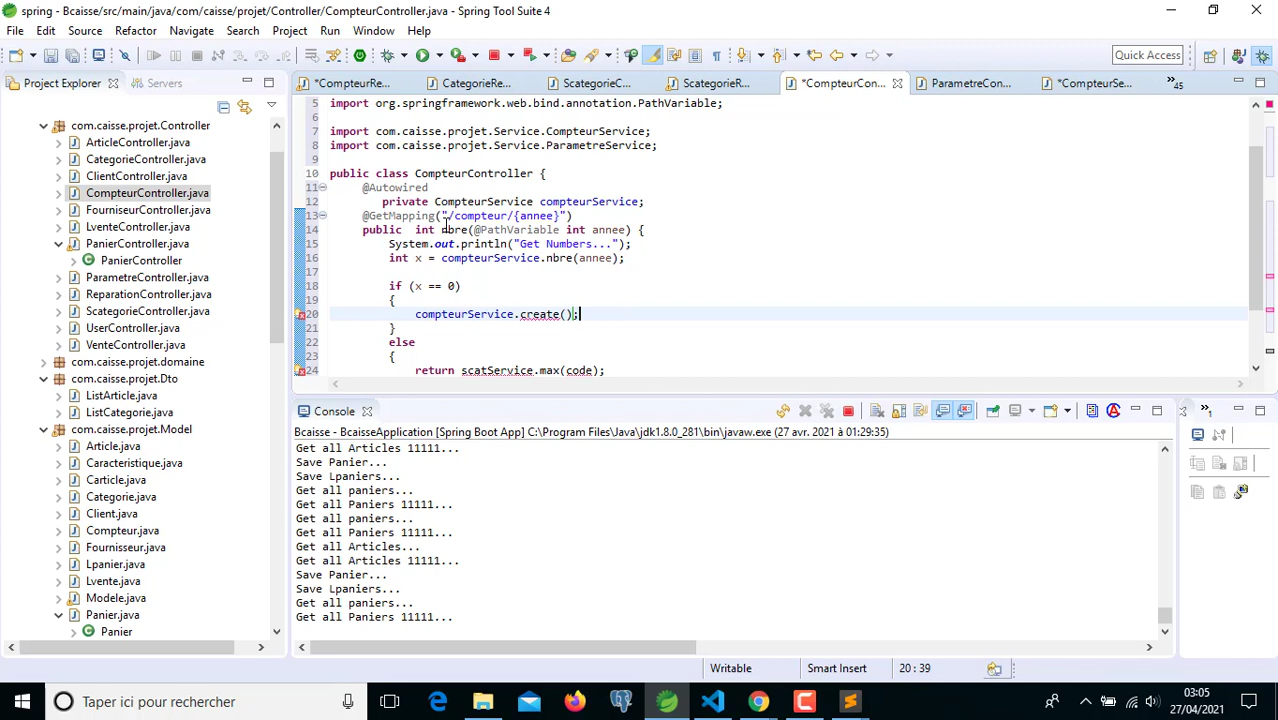 spring - Bcaisse/src/main/java/com/caisse/projet/Controller/CompteurController.java - Spring Tool Suite 4
File Edit Source Refactor Navigate Search Project Run Window Help
Quick Access
Project Explorer Servers
*CompteurRe... CategorieRe... ScategorieC... ScategorieR... *CompteurCon... ParametreCon... *CompteurSe... 45
com.caisse.projet.Controller
ArticleController.java
CategorieController.java
ClientController.java
CompteurController.java
FourniseurController.java
LventeController.java
PanierController.java
PanierController
ParametreController.java
ReparationController.java
ScategorieController.java
UserController.java
VenteController.java
com.caisse.projet.domaine
com.caisse.projet.Dto
ListArticle.java
ListCategorie.java
com.caisse.projet.Model
Article.java
Caracteristique.java
Carticle.java
Categorie.java
Client.java
Compteur.java
Fournisseur.java
Lpanier.java
Lvente.java
Modele.java
Panier.java
Panier
5 import org.springframework.web.bind.annotation.PathVariable;
6
7 import com.caisse.projet.Service.CompteurService;
8 import com.caisse.projet.Service.ParametreService;
9
10 public class CompteurController {
11 @Autowired
12 private CompteurService compteurService;
13 @GetMapping("/compteur/{annee}")
14 public int nbre(@PathVariable int annee) {
15 System.out.println("Get Numbers...");
16 int x = compteurService.nbre(annee);
17
18 if (x == 0)
19 {
20 compteurService.create();
21 }
22 else
23 {
24 return scatService.max(code);
Console
1
Bcaisse - BcaisseApplication [Spring Boot App] C:\Program Files\Java\jdk1.8.0_281\bin\javaw.exe (27 avr. 2021 à 01:29:35)
Get all Articles 11111...
Save Panier...
Save Lpaniers...
Get all paniers...
Get all Paniers 11111...
Get all paniers...
Get all Paniers 11111...
Get all Articles...
Get all Articles 11111...
Save Panier...
Save Lpaniers...
Get all paniers...
Get all Paniers 11111...
Writable Smart Insert 20 : 39
Taper ici pour rechercher
03:05
27/04/2021